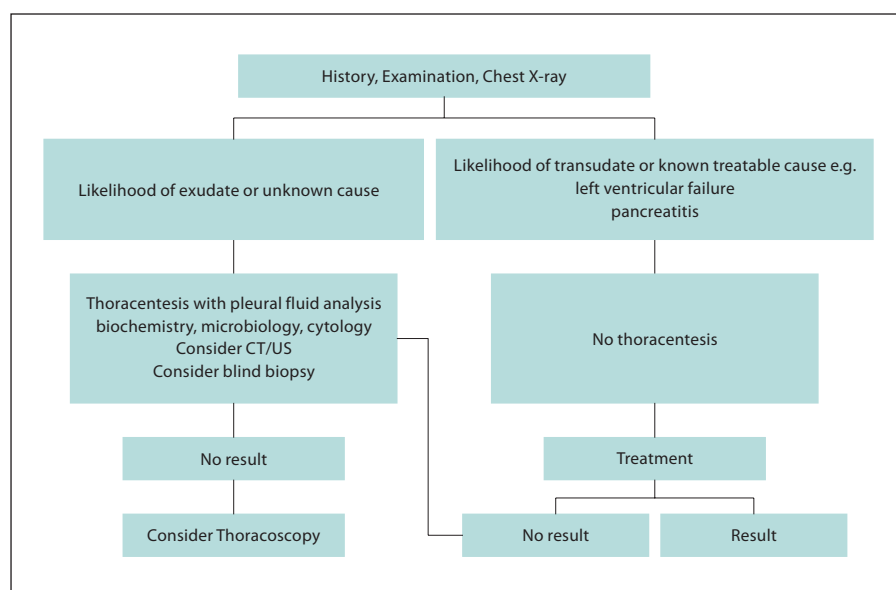 History, Examination, Chest X-ray
Likelihood of exudate or unknown cause
Likelihood of transudate or known treatable cause e.g.
left ventricular failure
pancreatitis
Thoracentesis with pleural fluid analysis
biochemistry, microbiology, cytology
Consider CT/US
Consider blind biopsy
No thoracentesis
No result
Treatment
Consider Thoracoscopy
No result
Result